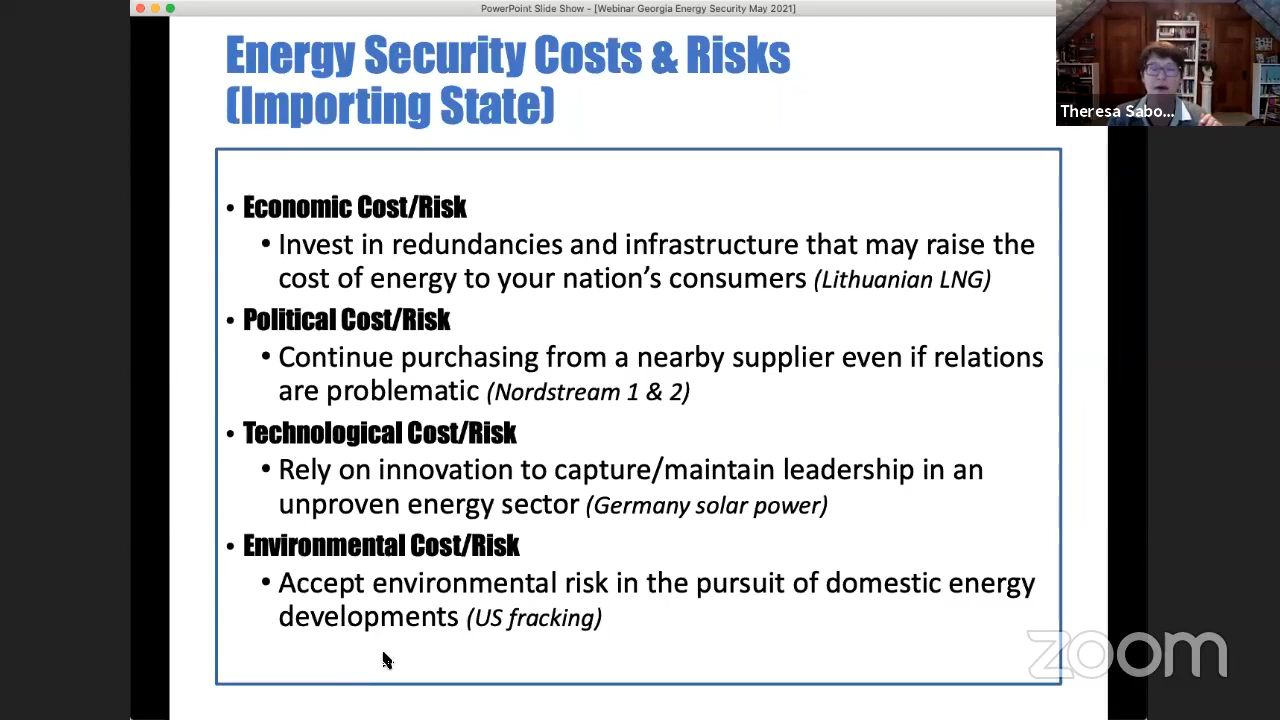 PowerPoint Slide Show - [Webinar Georgia Energy Security May 2021]
Energy Security Costs & Risks
(Importing State)
Theresa Sabo...
• Economic Cost/Risk
• Invest in redundancies and infrastructure that may raise the
cost of energy to your nation’s consumers (Lithuanian LNG)
• Political Cost/Risk
• Continue purchasing from a nearby supplier even if relations
are problematic (Nordstream 1 & 2)
• Technological Cost/Risk
• Rely on innovation to capture/maintain leadership in an
unproven energy sector (Germany solar power)
• Environmental Cost/Risk
• Accept environmental risk in the pursuit of domestic energy
developments (US fracking)
zoom